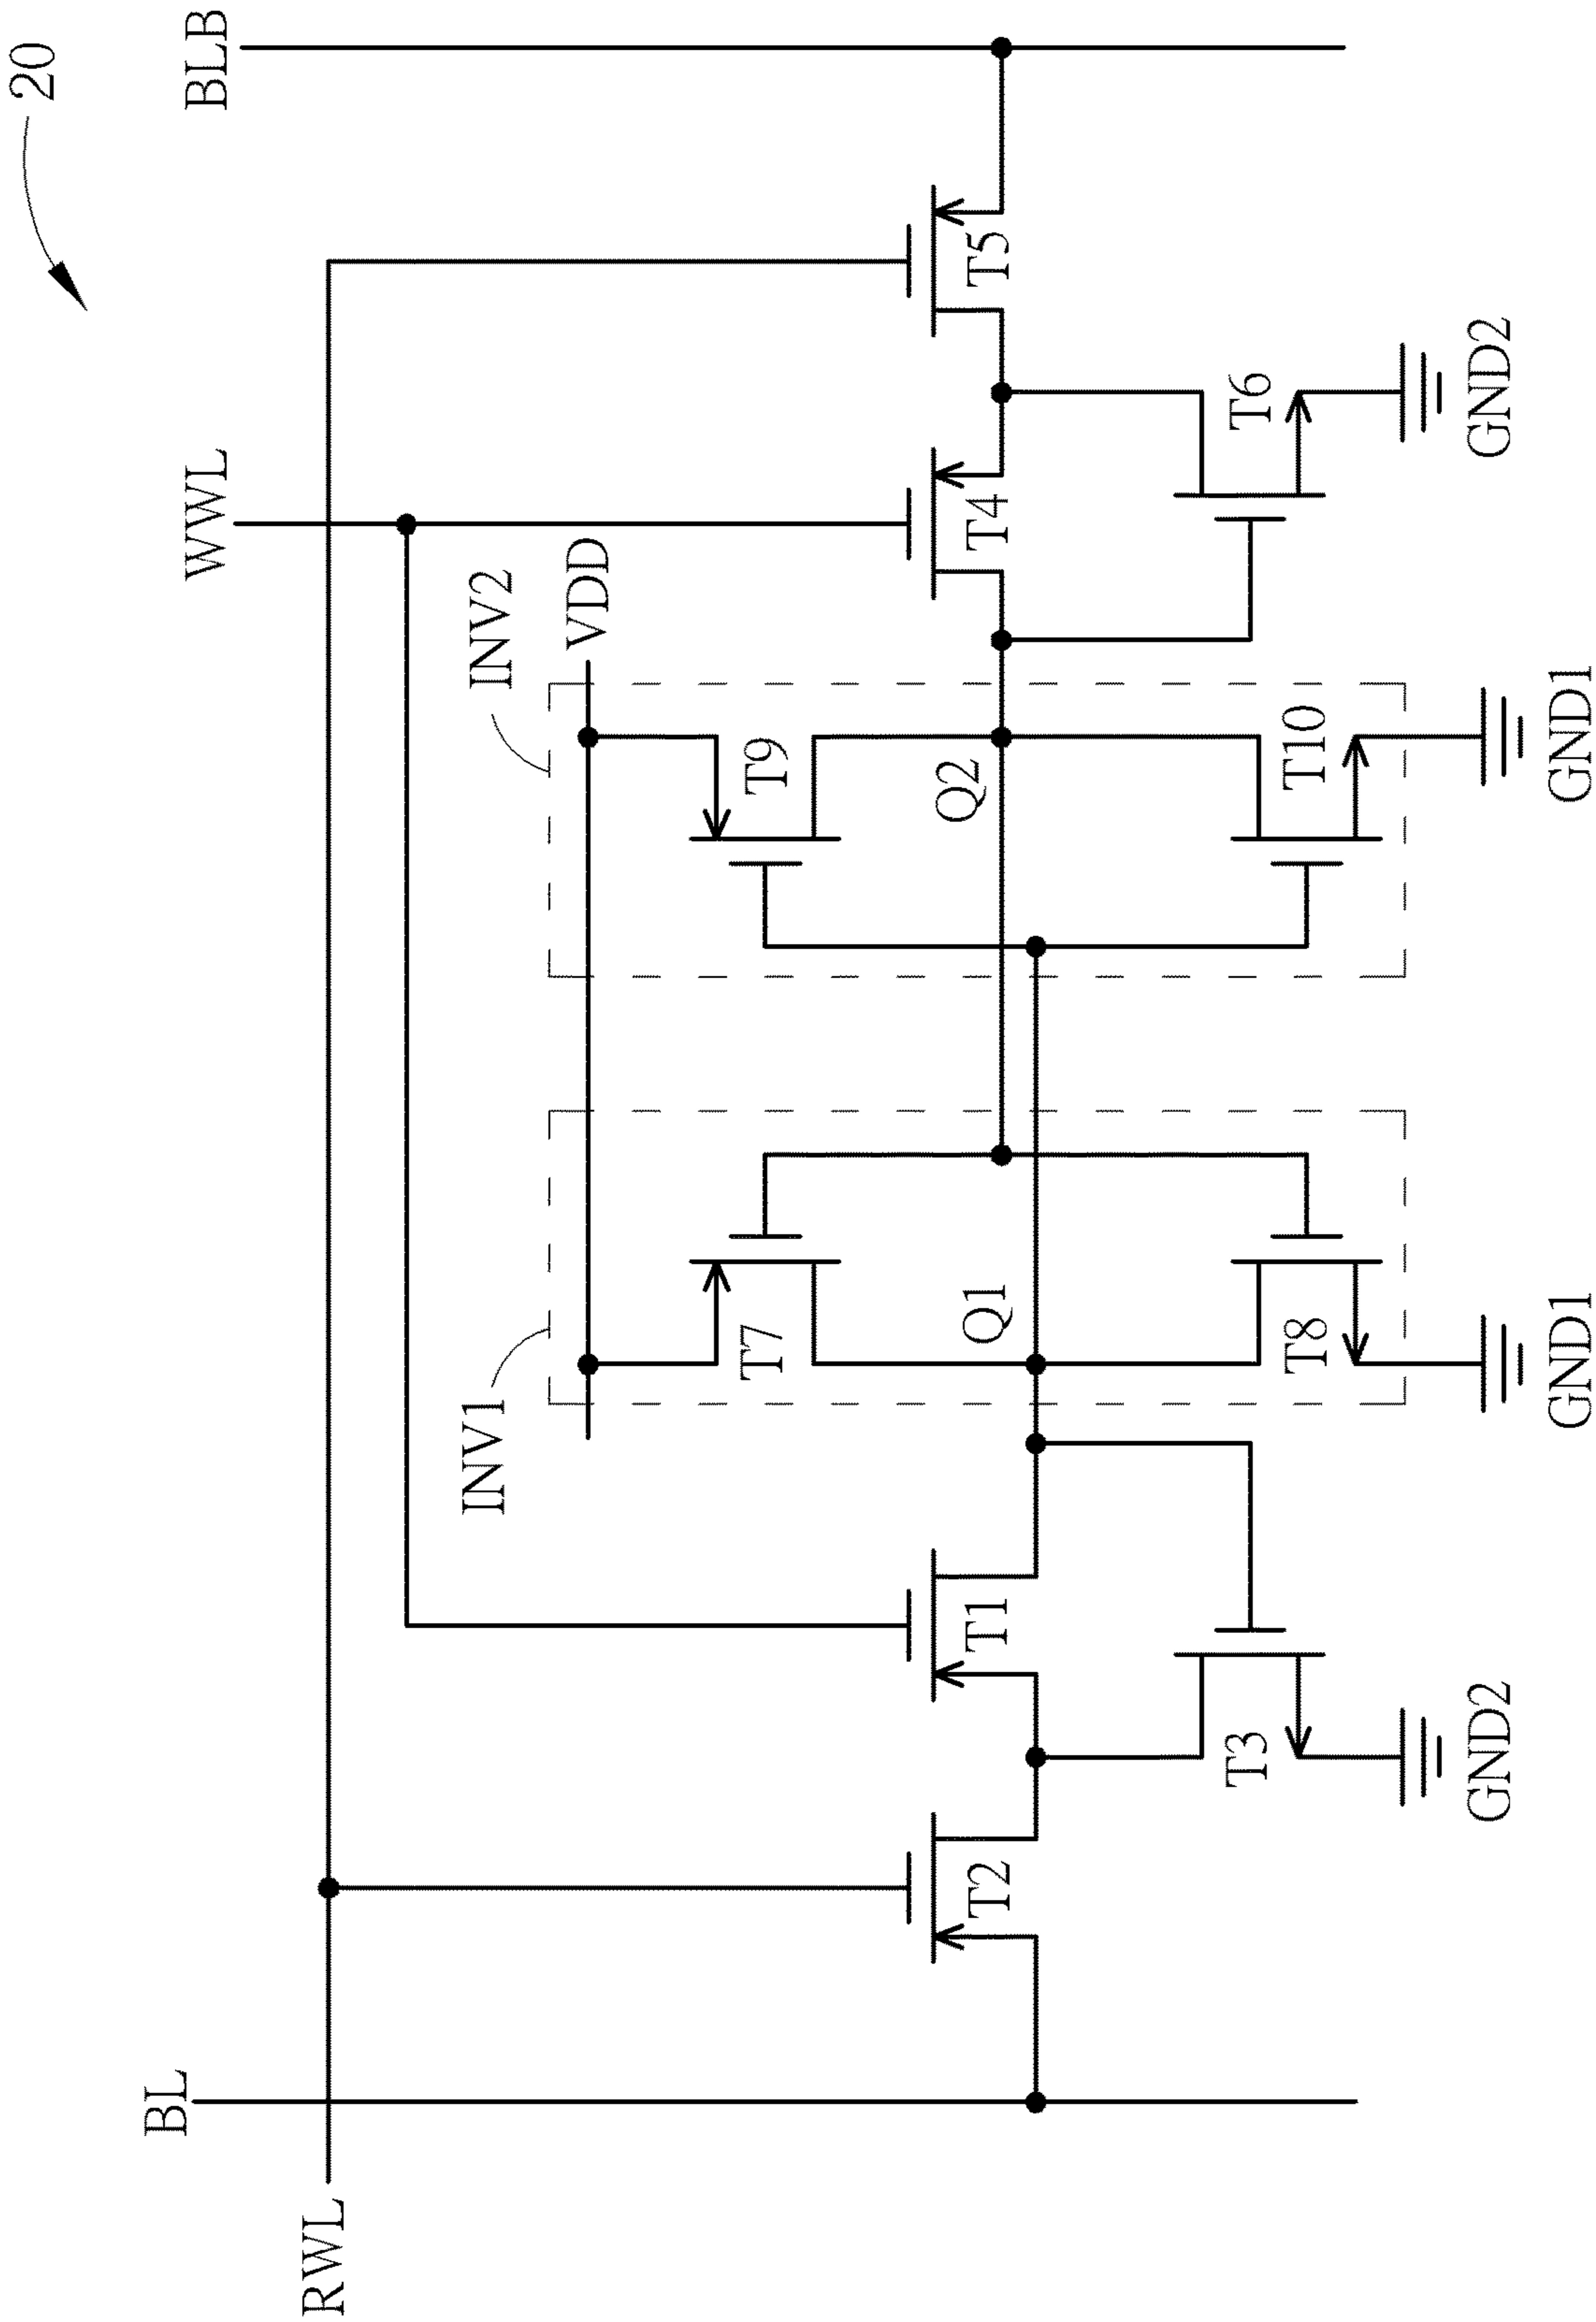 20
BLB
WWL
INV2
VDD
INV1
BL
RWL
T2
T1
T3
T7
T8
Q1
T9
T10
Q2
T4
T5
T6
GND2
GND1
GND1
GND2